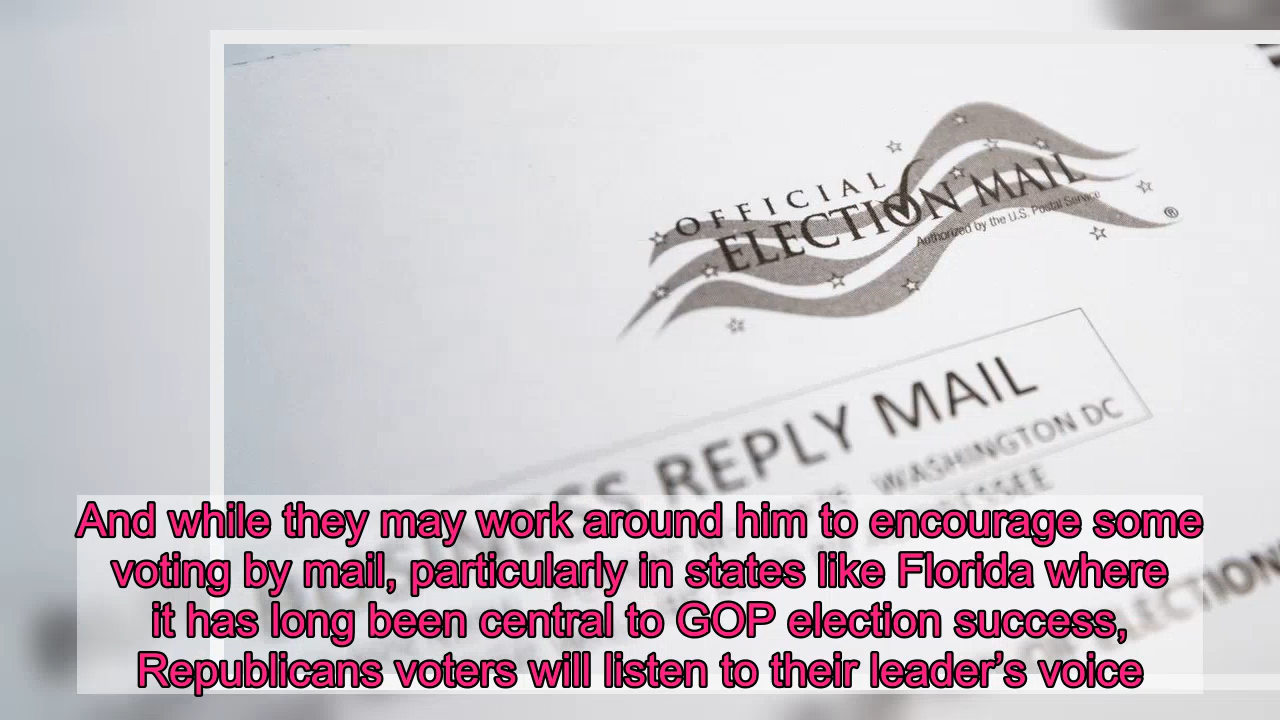 OFFICIAL
ELECTION MAIL
Authorized by the U.S. Postal Service
®
REPLY MAIL
WASHINGTON DC
And while they may work around him to encourage some
voting by mail, particularly in states like Florida where
it has long been central to GOP election success,
Republicans voters will listen to their leader’s voice